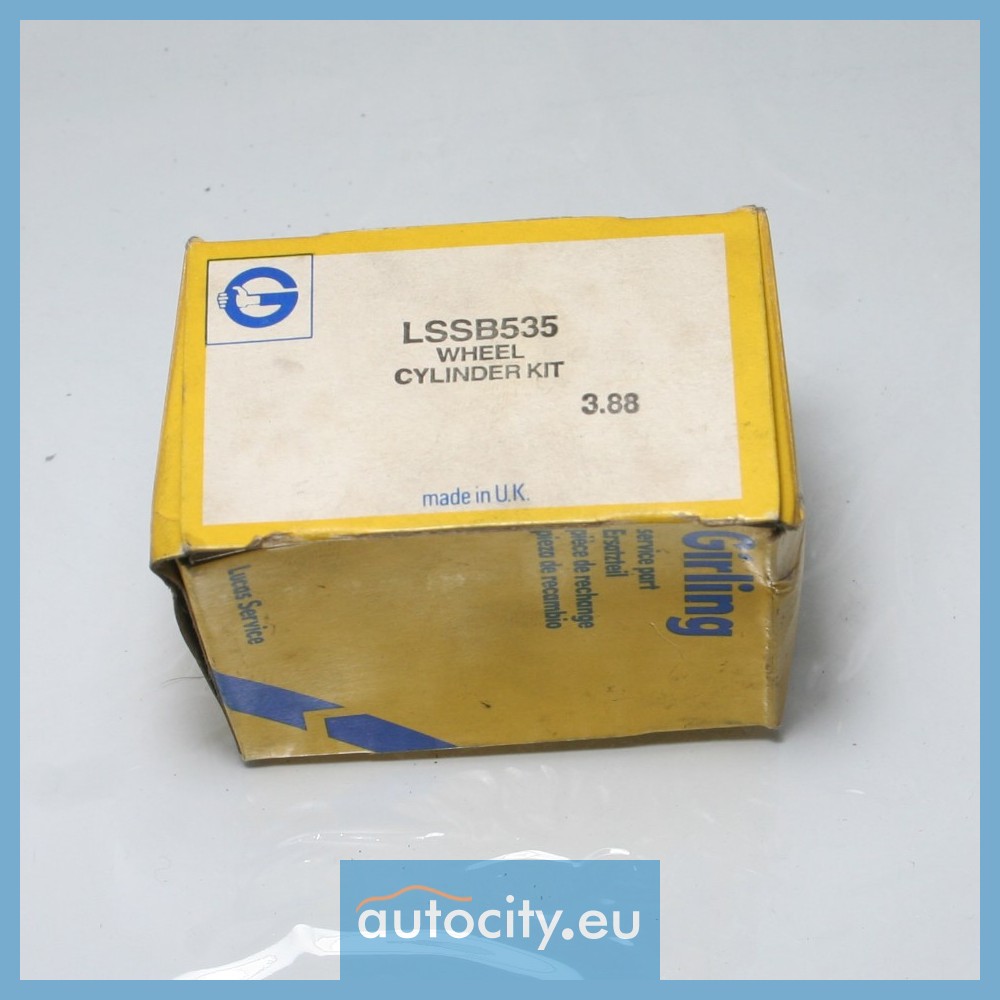 G
LSSB535
WHEEL
CYLINDER KIT
3.88
made in U.K.
Girling
service part
Ersatzteil
pièce de rechange
pieza de recambio
Lucas Service
autocity.eu